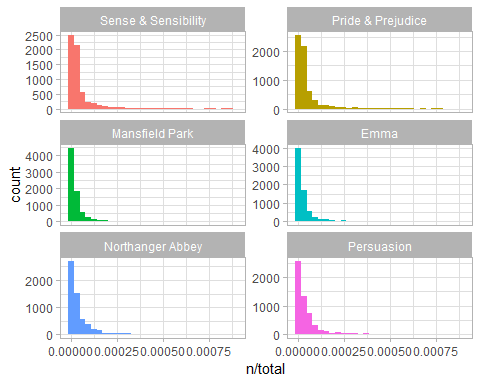 Sense & Sensibility
Pride & Prejudice
2500
2000
1500
1000
500
0
2000
1000
0
Mansfield Park
Emma
4000
3000
2000
1000
0
4000
3000
2000
1000
0
Northanger Abbey
Persuasion
2000
1000
0
2000
1000
0
0.00000 0.00025 0.00050 0.00075
0.00000 0.00025 0.00050 0.00075
count
n/total